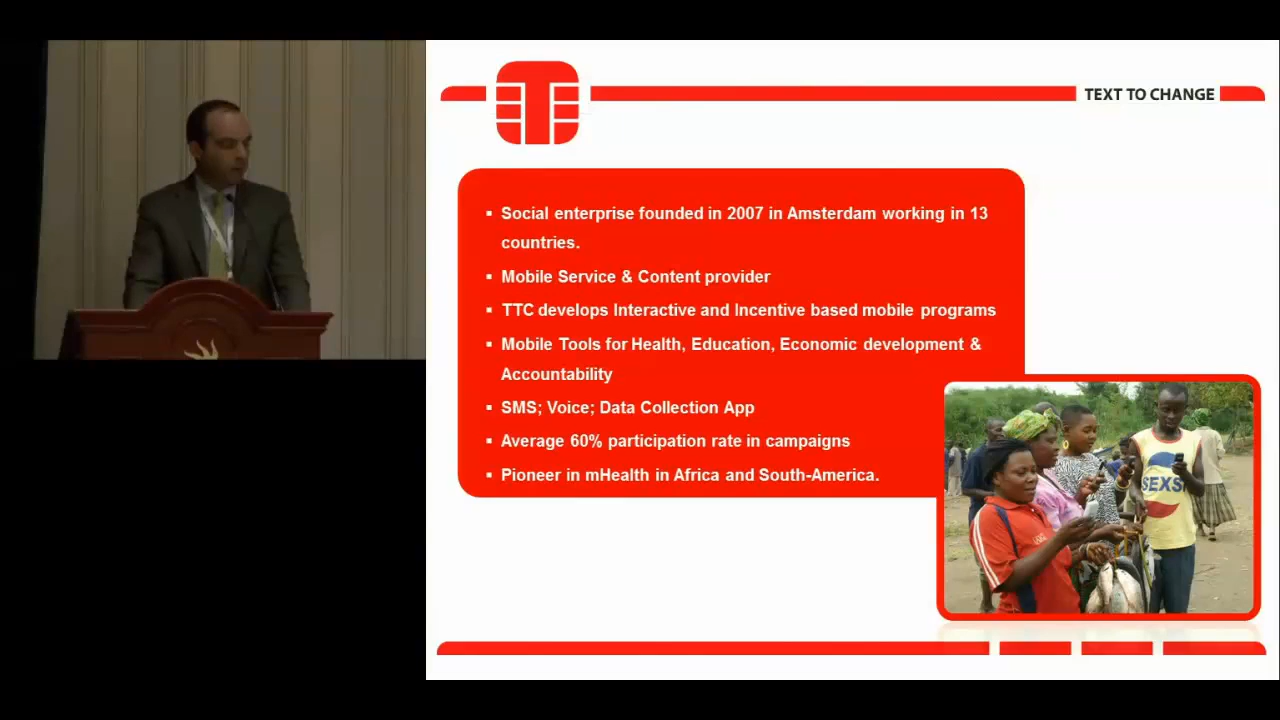 TEXT TO CHANGE
▪ Social enterprise founded in 2007 in Amsterdam working in 13
countries.
▪ Mobile Service & Content provider
▪ TTC develops Interactive and Incentive based mobile programs
▪ Mobile Tools for Health, Education, Economic development &
Accountability
▪ SMS; Voice; Data Collection App
▪ Average 60% participation rate in campaigns
▪ Pioneer in mHealth in Africa and South-America.
SEXS